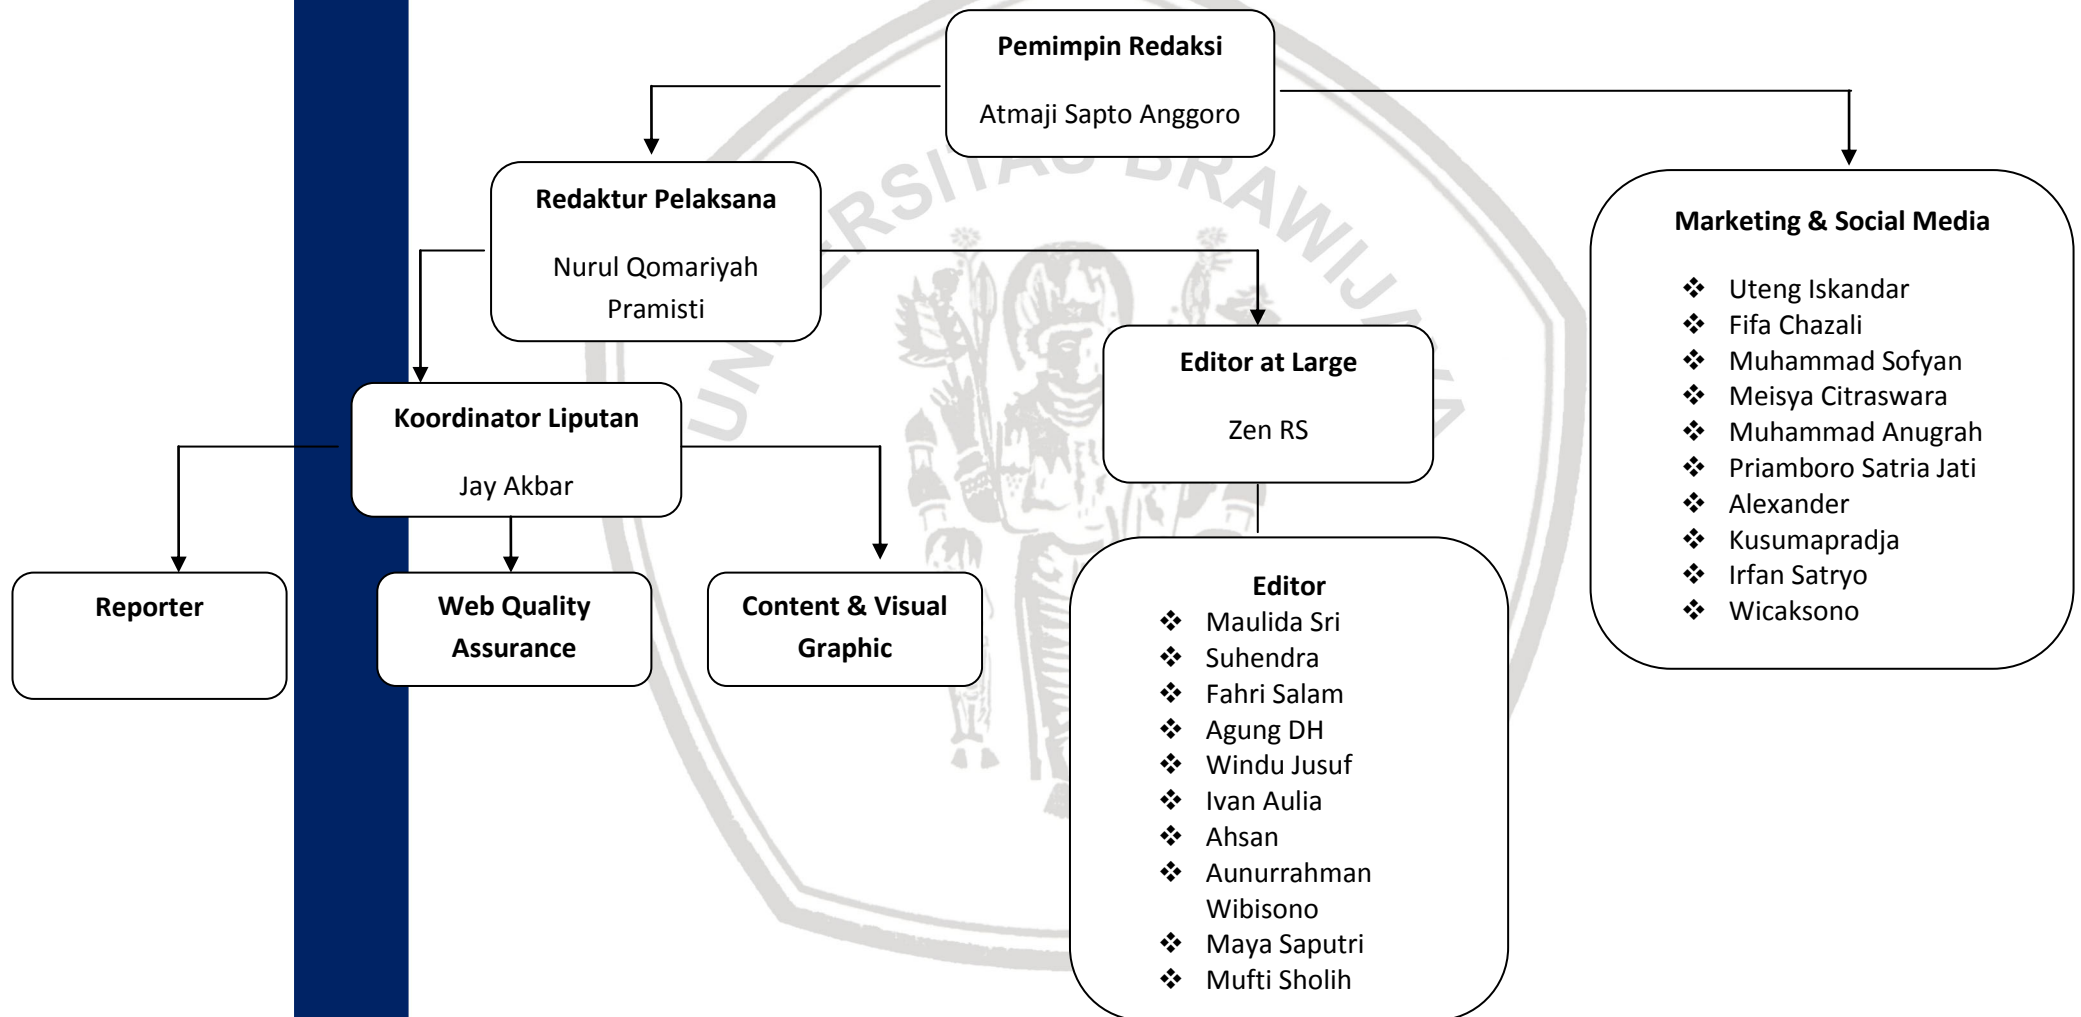 Pemimpin Redaksi
Atmaji Sapto Anggoro
UNIVERSITAS BRAWIJAYA
Redaktur Pelaksana
Nurul Qomariyah
Pramisti
Marketing & Social Media
❖ Uteng Iskandar
❖ Fifa Chazali
❖ Muhammad Sofyan
❖ Meisya Citraswara
❖ Muhammad Anugrah
❖ Priamboro Satria Jati
❖ Alexander
❖ Kusumapradja
❖ Irfan Satryo
❖ Wicaksono
Koordinator Liputan
Jay Akbar
Editor at Large
Zen RS
Reporter
Web Quality
Assurance
Content & Visual
Graphic
Editor
❖ Maulida Sri
❖ Suhendra
❖ Fahri Salam
❖ Agung DH
❖ Windu Jusuf
❖ Ivan Aulia
❖ Ahsan
❖ Aunurrahman
Wibisono
❖ Maya Saputri
❖ Mufti Sholih